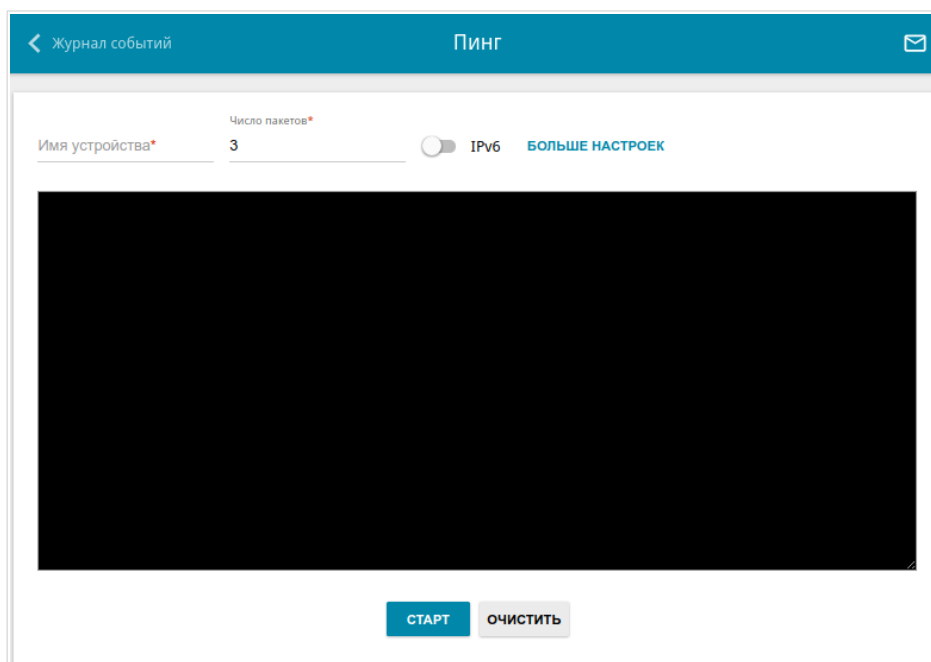 Журнал событий
Пинг
Число пакетов*
Имя устройства*
3
IPv6
БОЛЬШЕ НАСТРОЕК
СТАРТ
ОЧИСТИТЬ